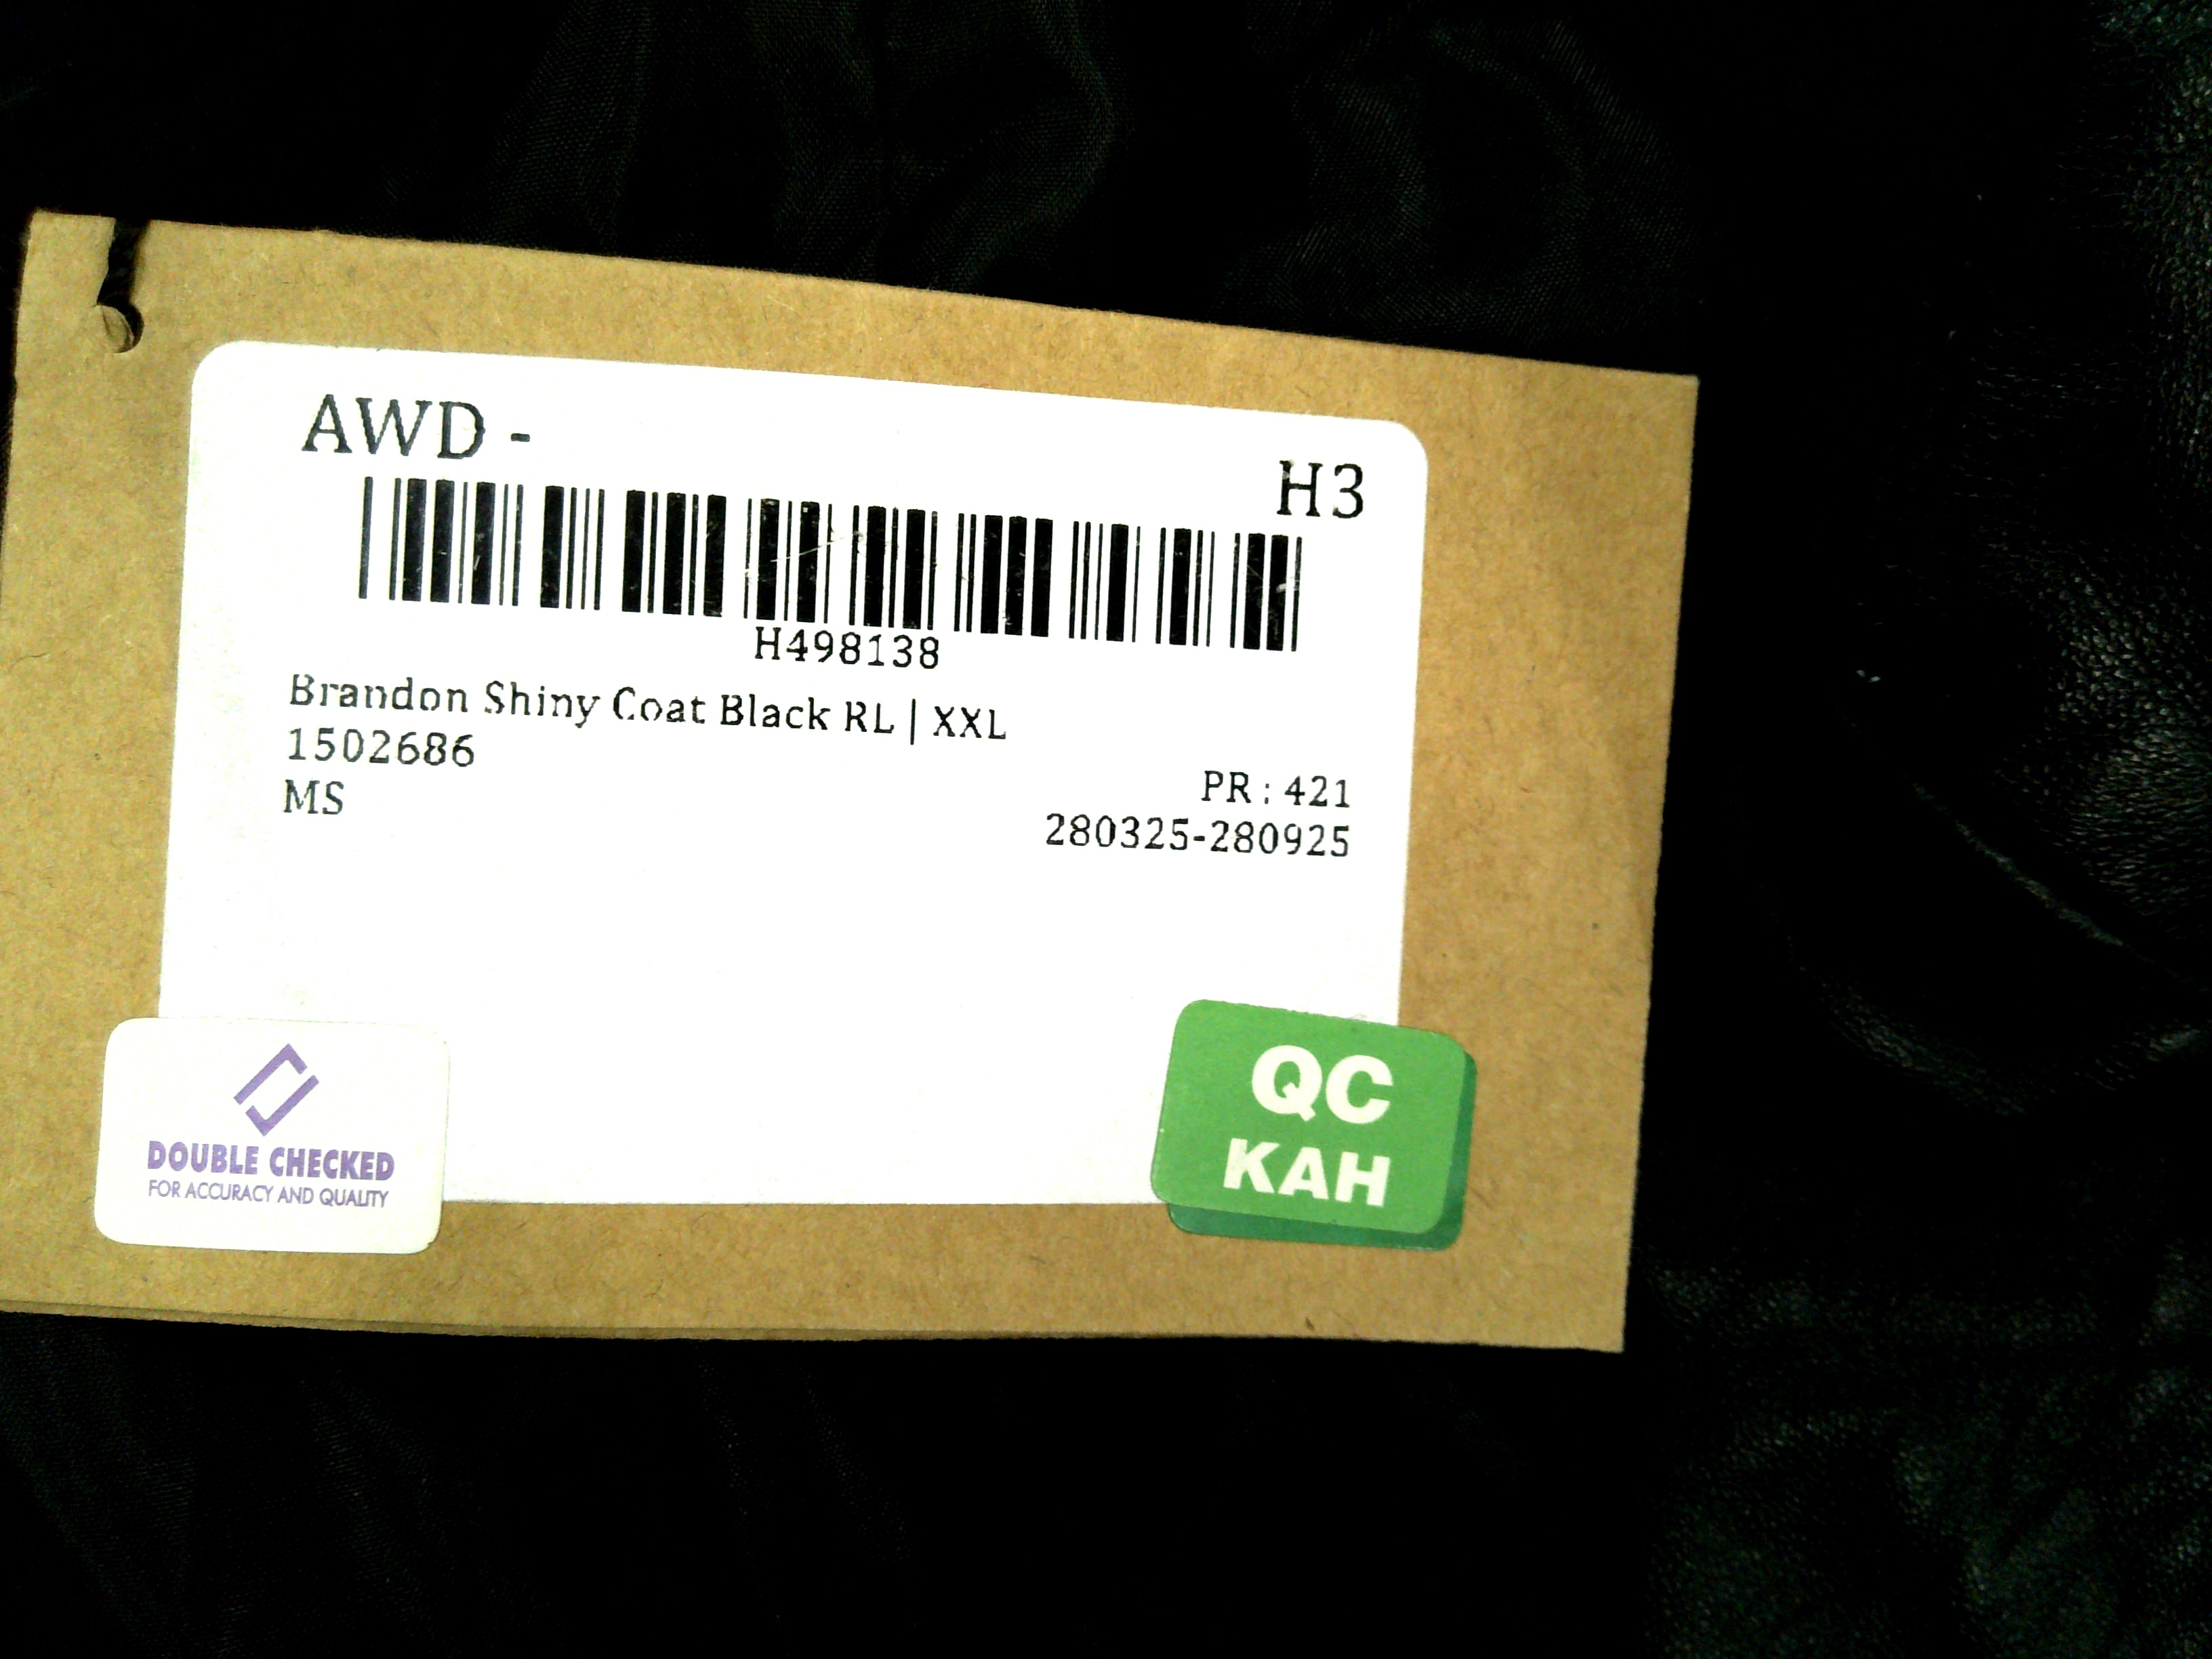 AWD -
H3
H498138
Brandon Shiny Coat Black RL | XXL
1502686
PR : 421
MS
280325-280925
DOUBLE CHECKED
FOR ACCURACY AND QUALITY
QC
KAH